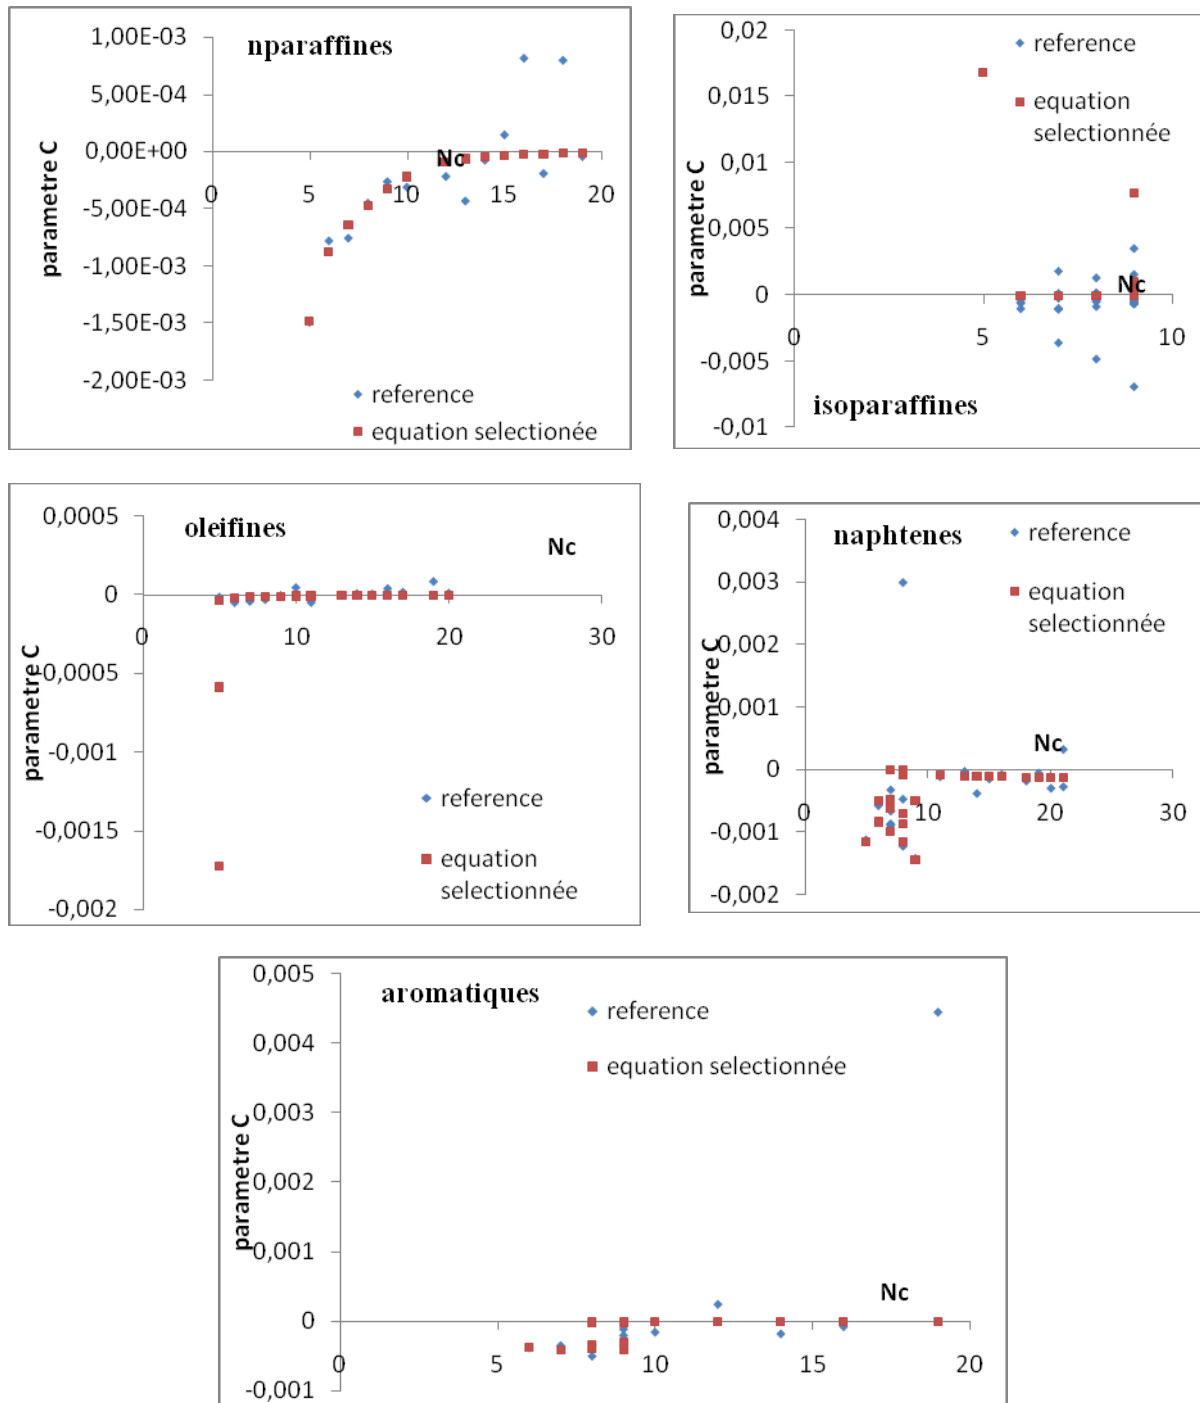 nparaffines
1,00E-03
5,00E-04
0,00E+00
-5,00E-04
-1,00E-03
-1,50E-03
-2,00E-03
parametre C
Nc
0 5 10 15 20
reference
equation selectionée
0,02
0,015
0,01
0,005
0
-0,005
-0,01
parametre C
reference
equation
selectionnée
Nc
0 5 10
isoparaffines
0,0005
0
-0,0005
-0,001
-0,0015
-0,002
parametre C
oleifines
Nc
0 10 20 30
reference
equation
selectionnée
0,004
0,003
0,002
0,001
0
-0,001
-0,002
parametre C
naphtenes
reference
equation
selectionnée
Nc
0 10 20 30
0,005
0,004
0,003
0,002
0,001
0
-0,001
parametre C
aromatiques
reference
equation selectionnée
Nc
0 5 10 15 20